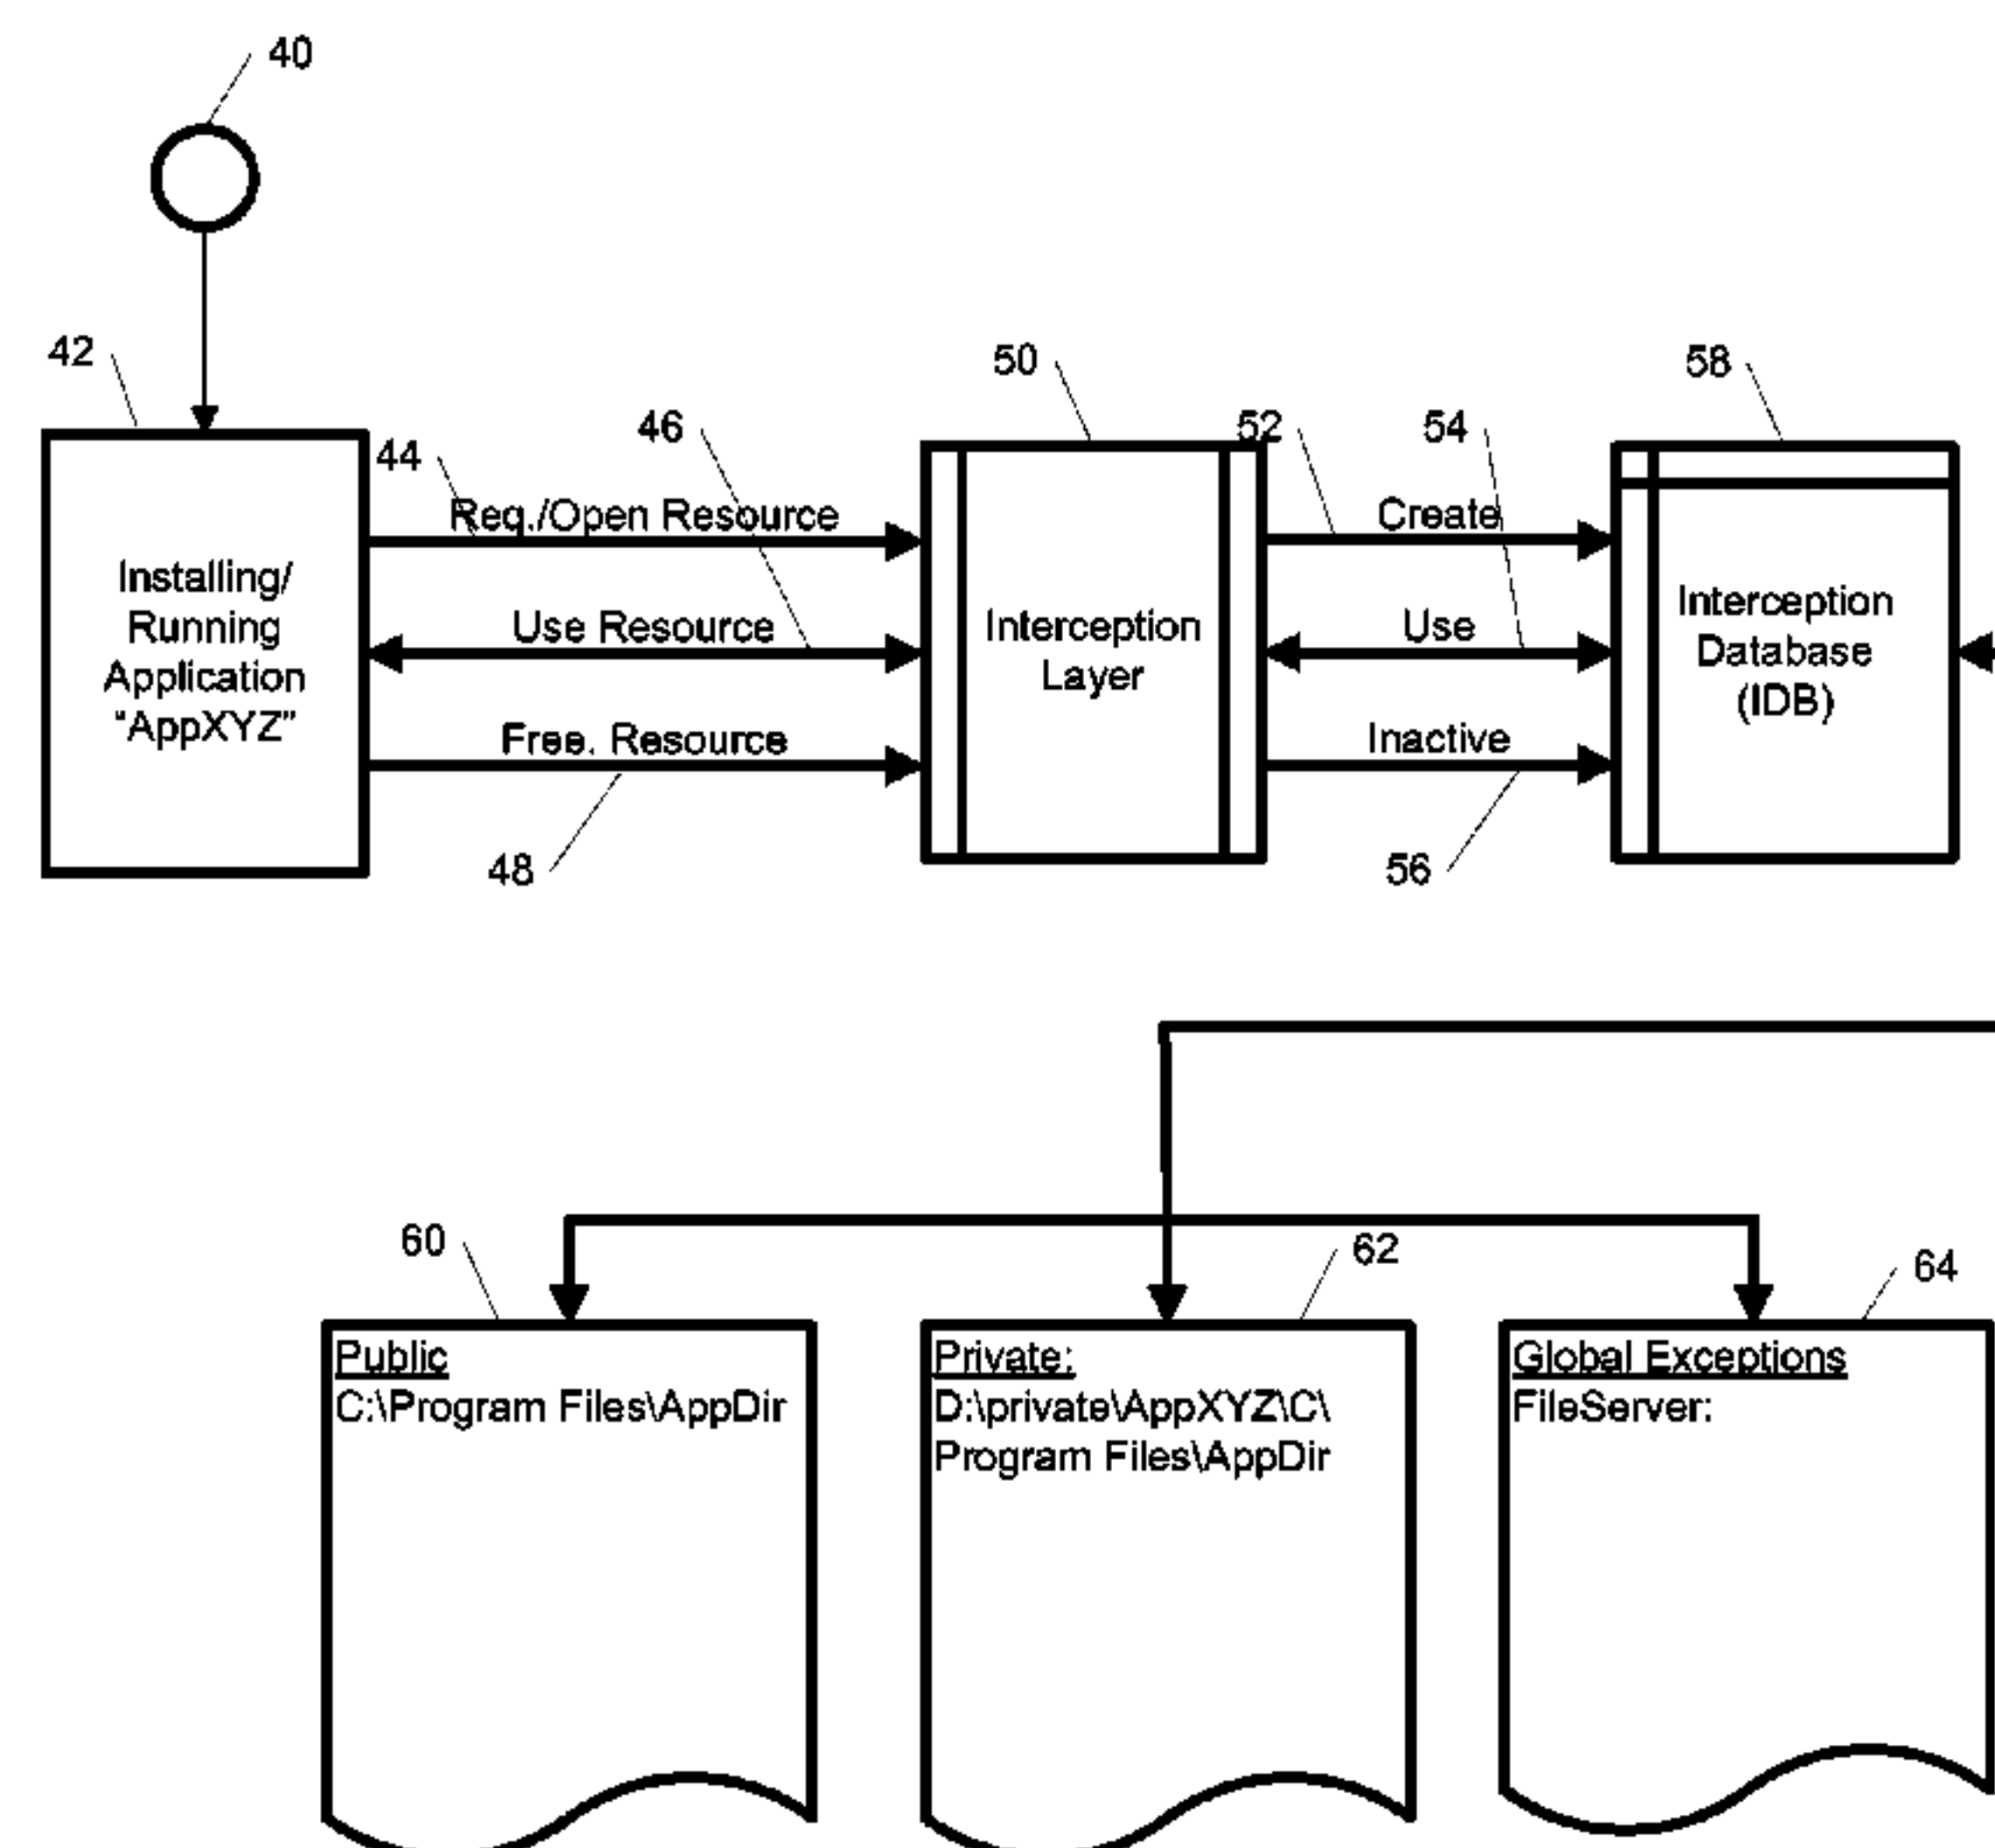 40
42
50
58
44
46
52
54
Req./Open Resource
Create
Installing/
Running
Application
“AppXYZ”
Use Resource
Interception
Layer
Use
Interception
Database
(IDB)
Free. Resource
Inactive
48
56
60
62
64
Public
C:\Program Files\AppDir
Private:
D:\private\AppXYZ\C\
Program Files\AppDir
Global Exceptions
FileServer: